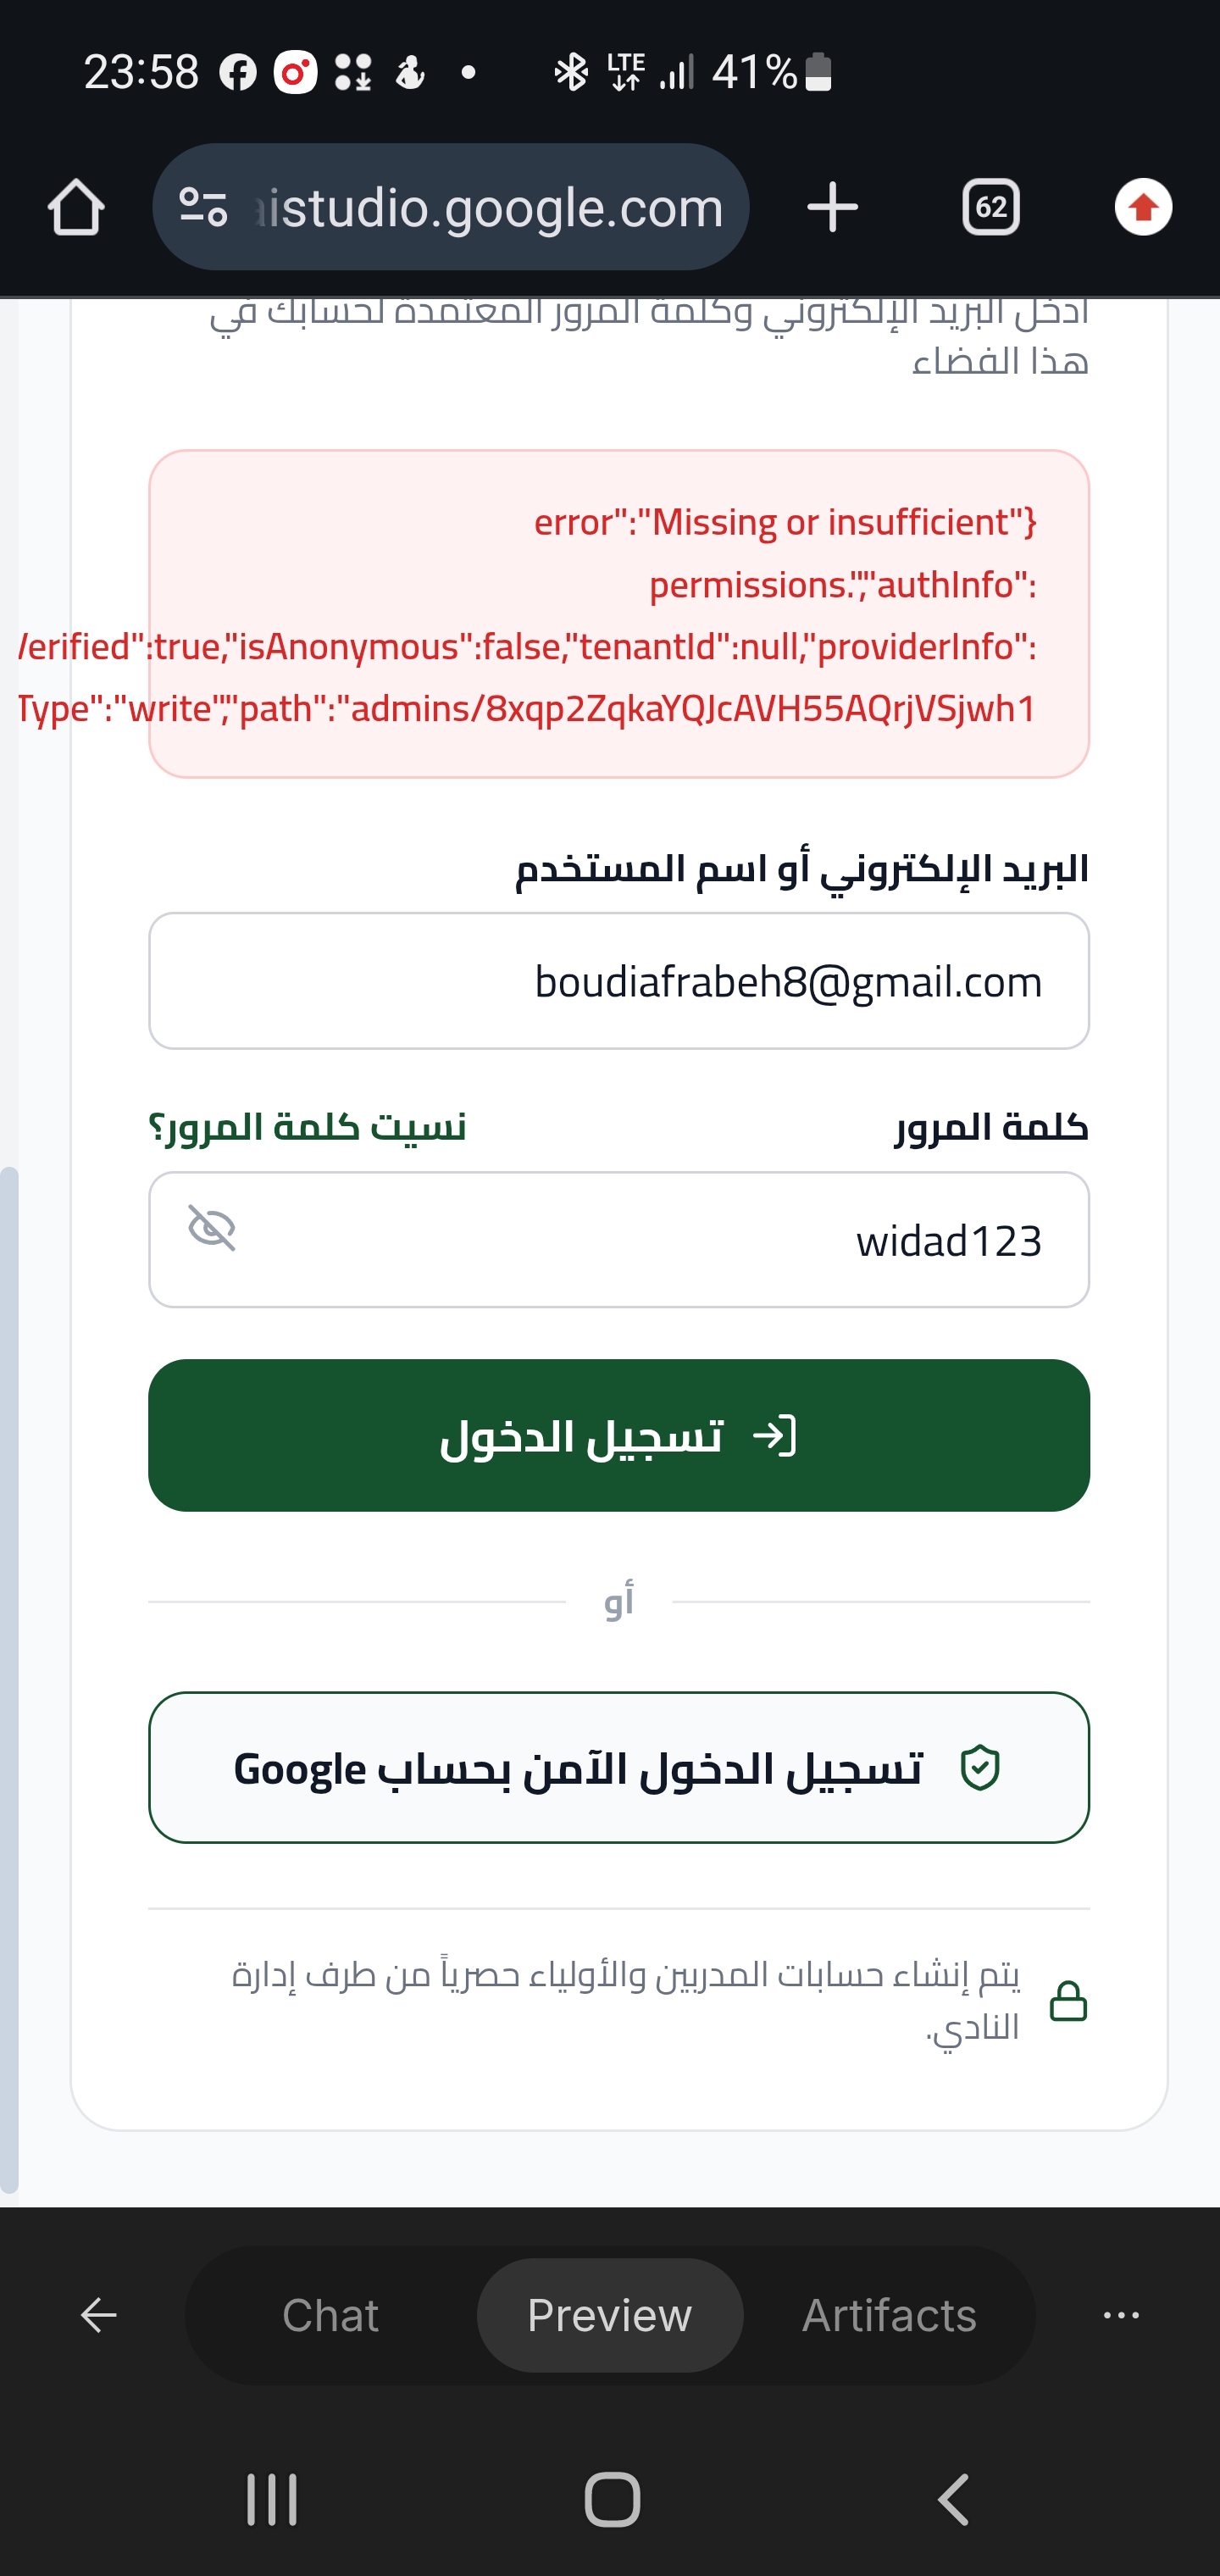 23:58
LTE
41%
aistudio.google.com
62
ادخل البريد الإلكتروني وكلمة المرور المعتمدة لحسابك في
هذا الفضاء
error":"Missing or insufficient"}
permissions.","authInfo":
Verified":true,"isAnonymous":false,"tenantId":null,"providerInfo":
Type":"write","path":"admins/8xqp2ZqkaYQJcAVH55AQrjVSjwh1
البريد الإلكتروني أو اسم المستخدم
boudiafrabeh8@gmail.com
كلمة المرور
نسيت كلمة المرور؟
widad123
تسجيل الدخول
أو
تسجيل الدخول الآمن بحساب Google
يتم إنشاء حسابات المدربين والأولياء حصرياً من طرف إدارة
النادي.
Chat
Preview
Artifacts